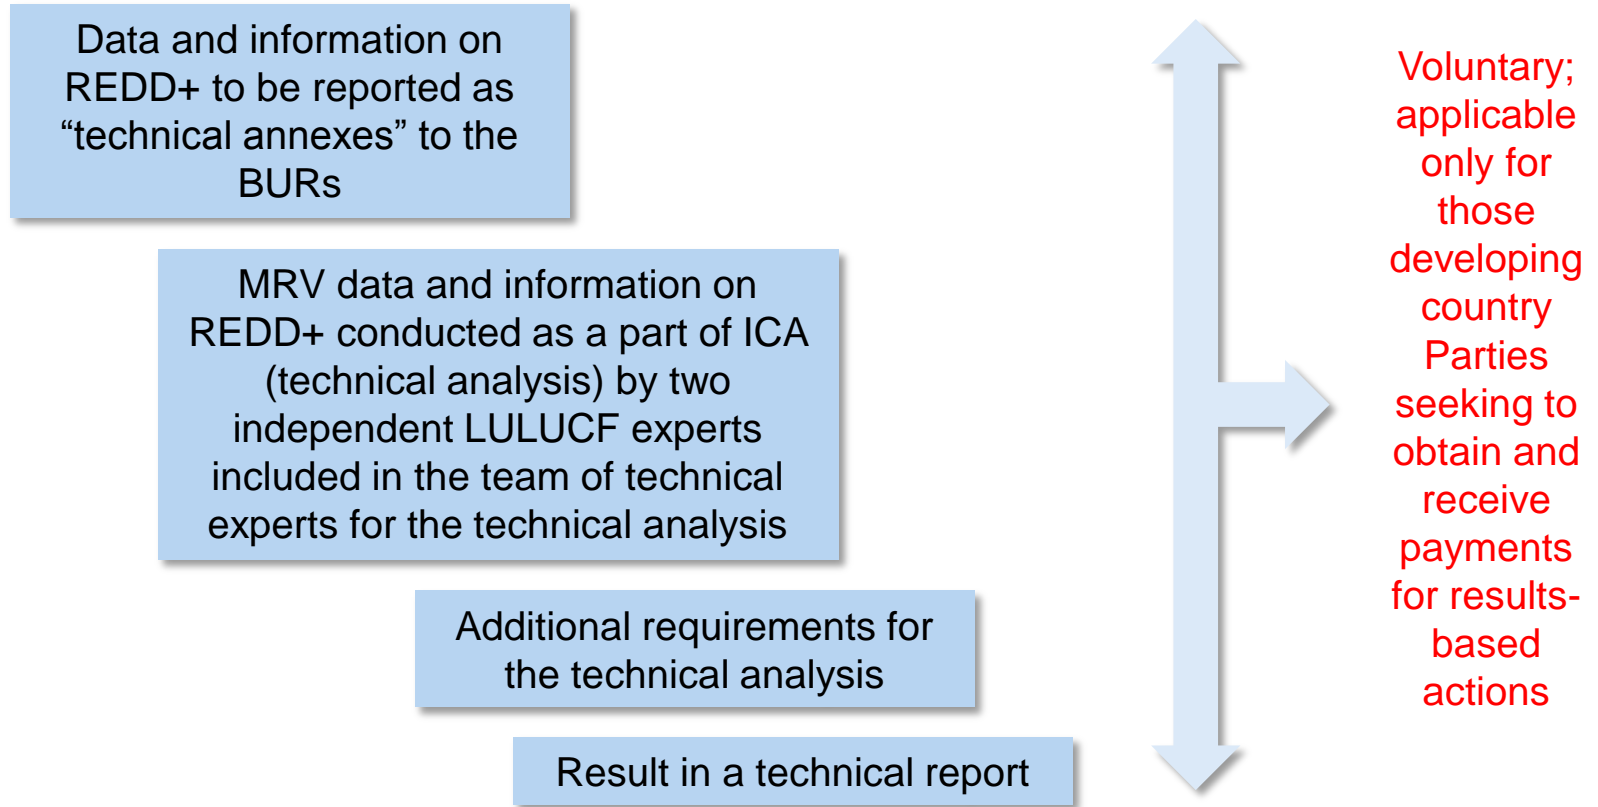 Data and information on
REDD+ to be reported as
“technical annexes” to the
BURs
MRV data and information on
REDD+ conducted as a part of ICA
(technical analysis) by two
independent LULUCF experts
included in the team of technical
experts for the technical analysis
Additional requirements for
the technical analysis
Result in a technical report
Voluntary;
applicable
only for
those
developing
country
Parties
seeking to
obtain and
receive
payments
for results-
based
actions